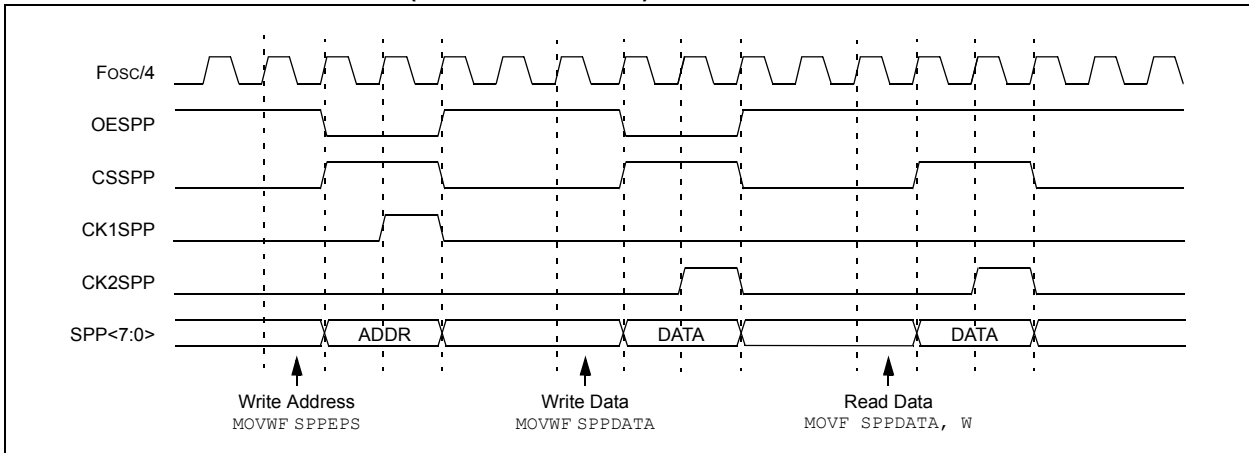 Fosc/4
OESPP
CSSPP
CK1SPP
CK2SPP
SPP<7:0>
ADDR DATA DATA
Write Address Write Data Read Data
MOVWF SPPEPS MOVWF SPPDATA MOVF SPPDATA, W